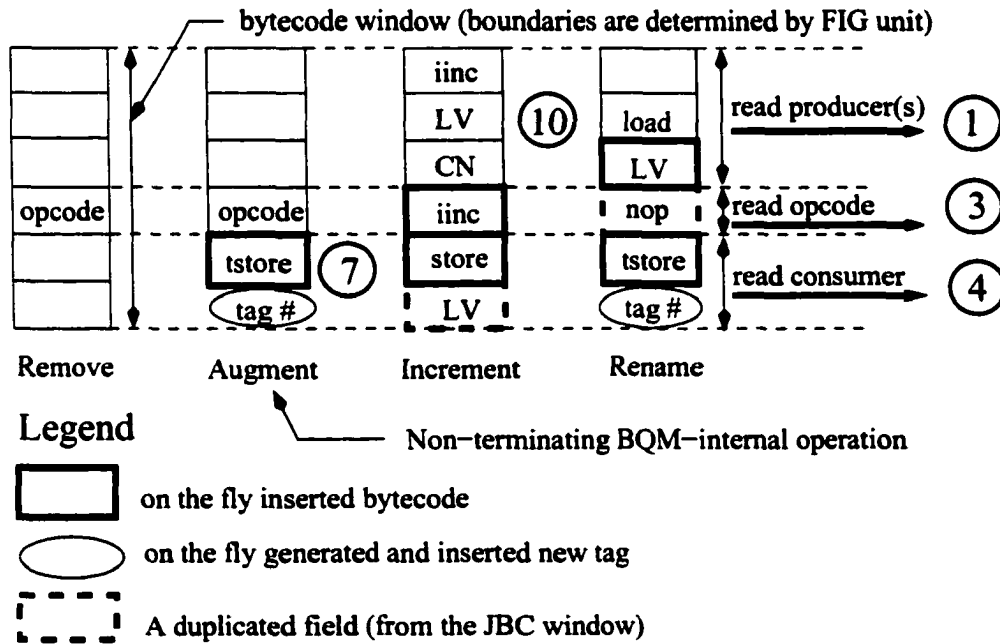 bytecode window (boundaries are determined by FIG unit)
iinc
LV 10 load read producer(s) 1
CN LV
opcode opcode iinc nop read opcode 3
tstore 7 store tstore read consumer 4
tag # LV tag #
Remove Augment Increment Rename
Legend
Non-terminating BQM-internal operation
on the fly inserted bytecode
on the fly generated and inserted new tag
A duplicated field (from the JBC window)